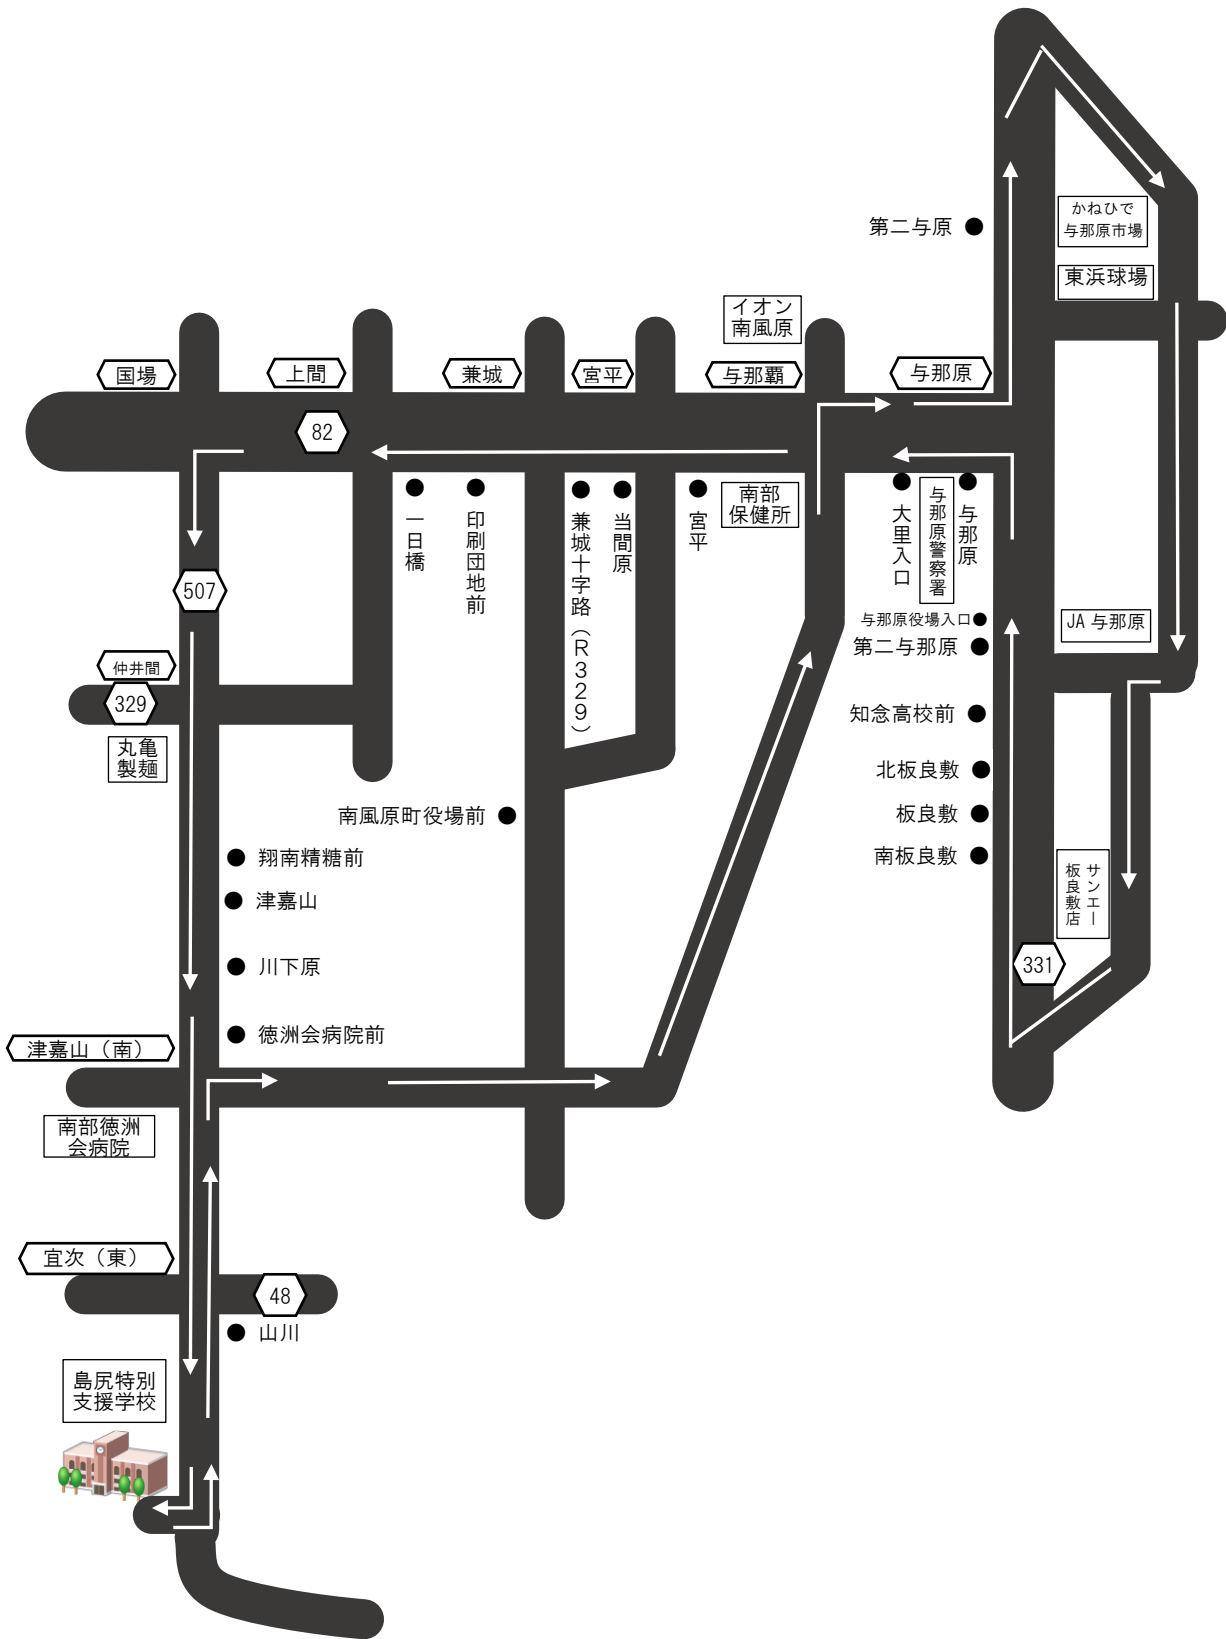 第二与原
かねひで
与那原市場
東浜球場
イオン
南風原
国場
上間
兼城
宮平
与那覇
与那原
82
一日橋
印刷団地前
兼城十字路（R329）
当間原
宮平
南部
保健所
大里入口
与那原警察署
与那原
507
与那原役場入口
第二与那原
JA 与那原
仲井間
329
丸亀
製麺
知念高校前
北板良敷
板良敷
南板良敷
南風原町役場前
翔南精糖前
津嘉山
サンエー
板良敷店
川下原
331
徳洲会病院前
津嘉山（南）
南部徳洲
会病院
宜次（東）
48
山川
島尻特別
支援学校